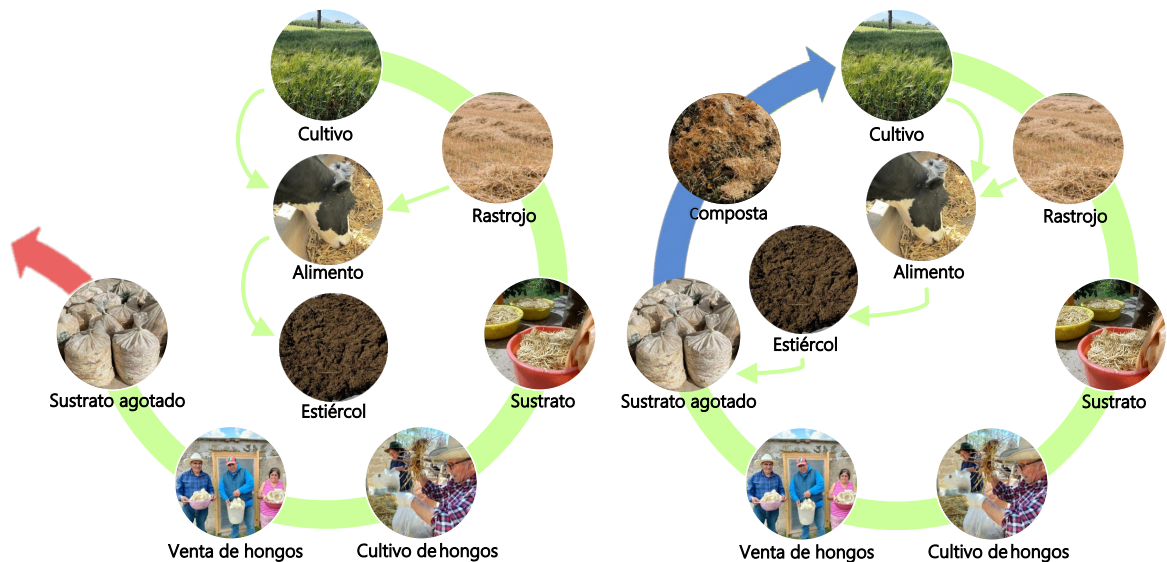 Cultivo
Rastrojo
Alimento
Estiércol
Sustrato
Sustrato agotado
Venta de hongos
Cultivo de hongos
Cultivo
Composta
Rastrojo
Alimento
Estiércol
Sustrato
Sustrato agotado
Venta de hongos
Cultivo de hongos